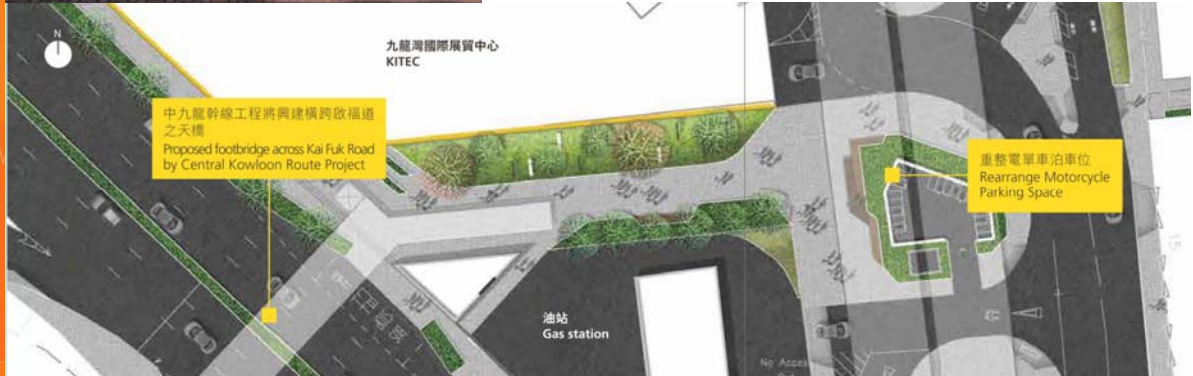 N
九龍灣國際展貿中心
KITEC
中九龍幹線工程將興建橫跨啟福道
之天橋
Proposed footbridge across Kai Fuk Road
by Central Kowloon Route Project
重整電單車泊車位
Rearrange Motorcycle
Parking Space
油站
Gas station
No Access